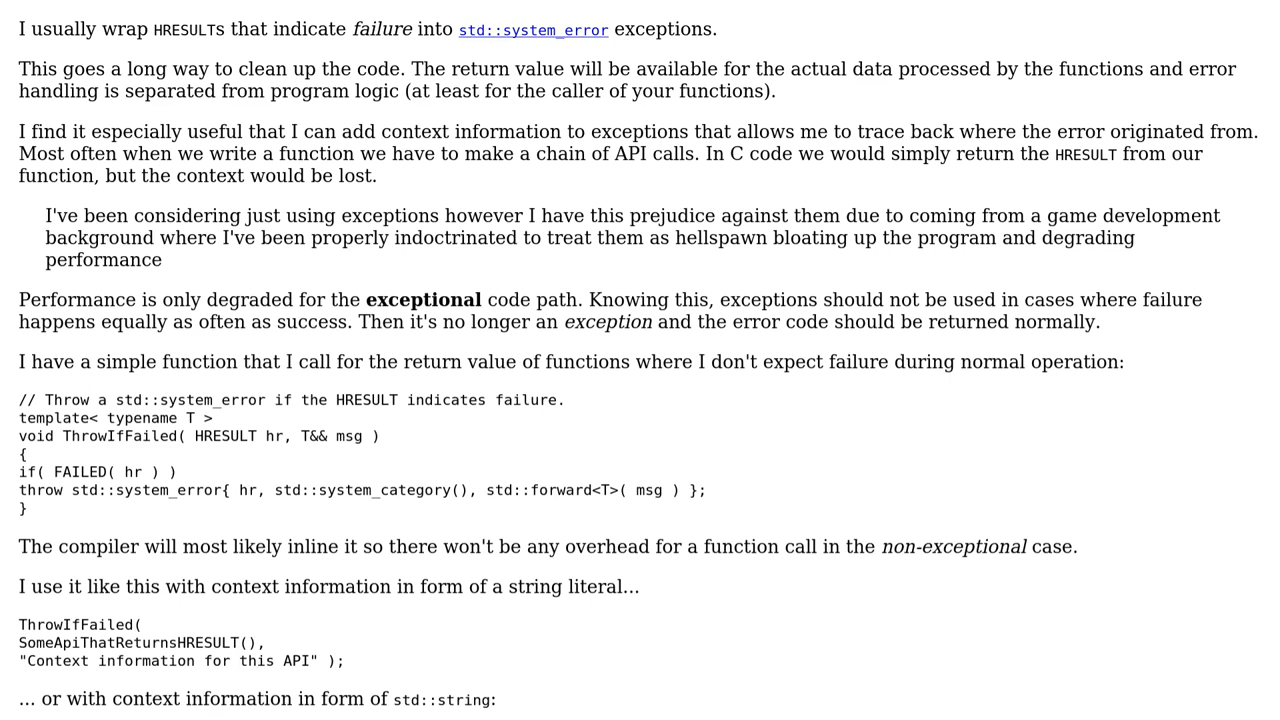 I usually wrap HRESULTs that indicate failure into std::system_error exceptions.
This goes a long way to clean up the code. The return value will be available for the actual data processed by the functions and error
handling is separated from program logic (at least for the caller of your functions).
I find it especially useful that I can add context information to exceptions that allows me to trace back where the error originated from.
Most often when we write a function we have to make a chain of API calls. In C code we would simply return the HRESULT from our
function, but the context would be lost.
I've been considering just using exceptions however I have this prejudice against them due to coming from a game development
background where I've been properly indoctrinated to treat them as hellspawn bloating up the program and degrading
performance
Performance is only degraded for the exceptional code path. Knowing this, exceptions should not be used in cases where failure
happens equally as often as success. Then it's no longer an exception and the error code should be returned normally.
I have a simple function that I call for the return value of functions where I don't expect failure during normal operation:
// Throw a std::system_error if the HRESULT indicates failure.
template< typename T >
void ThrowIfFailed( HRESULT hr, T&& msg )
{
if( FAILED( hr ) )
throw std::system_error{ hr, std::system_category(), std::forward<T>( msg ) };
}
The compiler will most likely inline it so there won't be any overhead for a function call in the non-exceptional case.
I use it like this with context information in form of a string literal...
ThrowIfFailed(
SomeApiThatReturnsHRESULT(),
"Context information for this API" );
... or with context information in form of std::string: